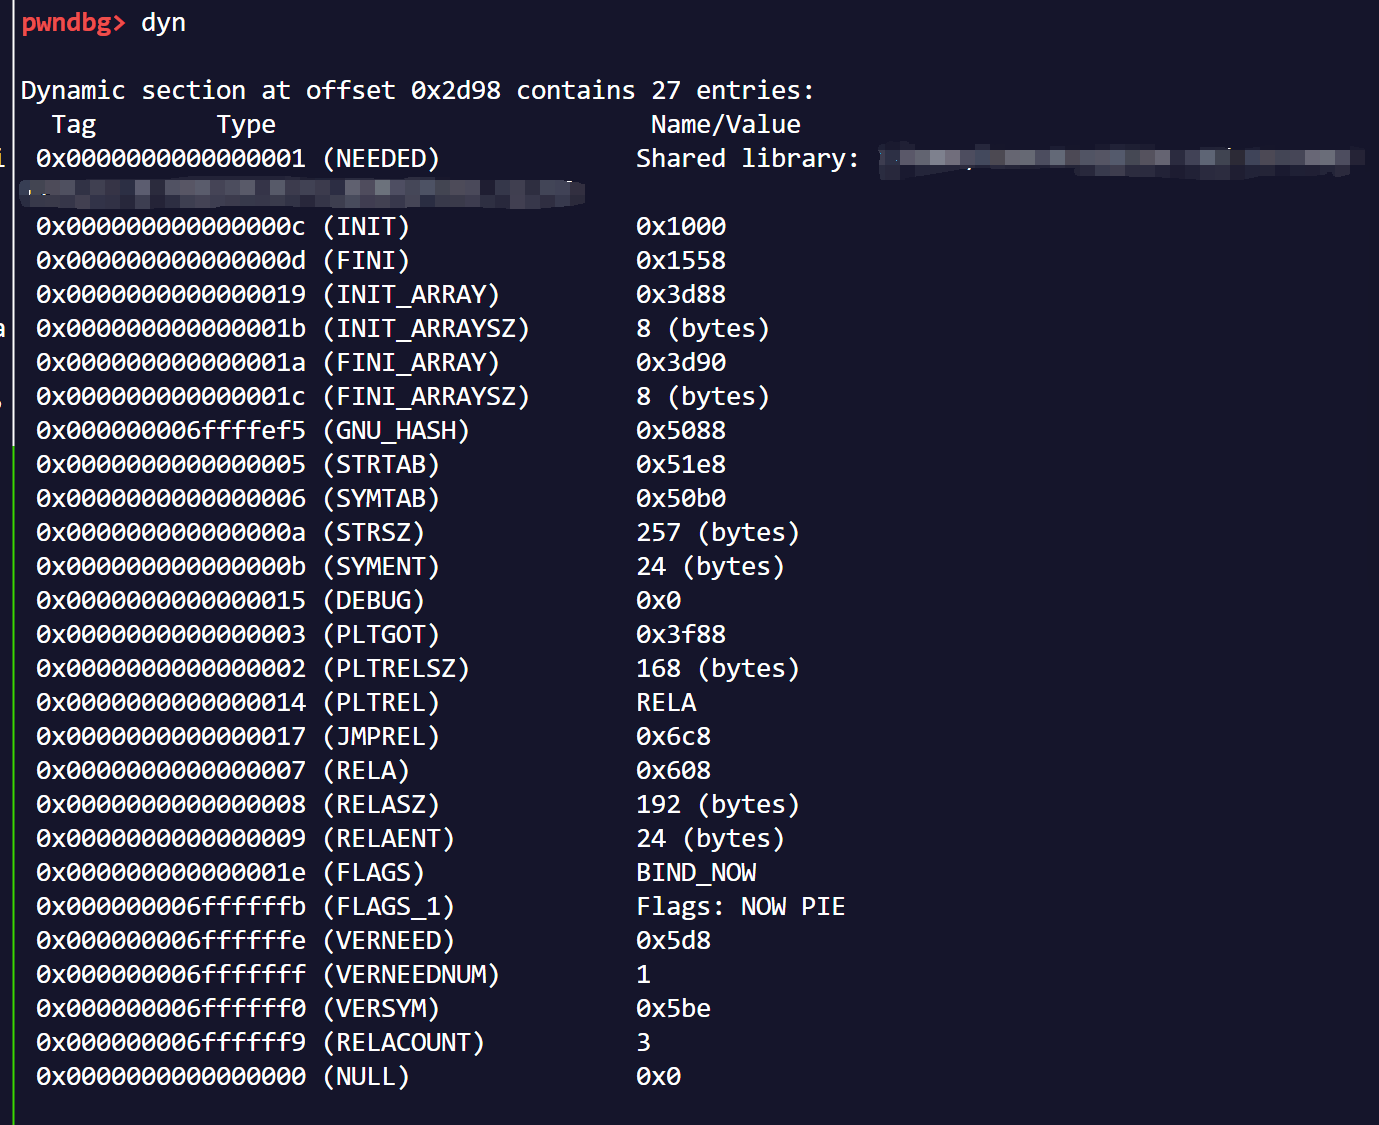 pwndbg> dyn
Dynamic section at offset 0x2d98 contains 27 entries:
Tag Type Name/Value
0x0000000000000001 (NEEDED) Shared library:
0x000000000000000c (INIT) 0x1000
0x000000000000000d (FINI) 0x1558
0x0000000000000019 (INIT_ARRAY) 0x3d88
0x000000000000001b (INIT_ARRAYSZ) 8 (bytes)
0x000000000000001a (FINI_ARRAY) 0x3d90
0x000000000000001c (FINI_ARRAYSZ) 8 (bytes)
0x000000006ffffef5 (GNU_HASH) 0x5088
0x0000000000000005 (STRTAB) 0x51e8
0x0000000000000006 (SYMTAB) 0x50b0
0x000000000000000a (STRSZ) 257 (bytes)
0x000000000000000b (SYMENT) 24 (bytes)
0x0000000000000015 (DEBUG) 0x0
0x0000000000000003 (PLTGOT) 0x3f88
0x0000000000000002 (PLTRELSZ) 168 (bytes)
0x0000000000000014 (PLTREL) RELA
0x0000000000000017 (JMPREL) 0x6c8
0x0000000000000007 (RELA) 0x608
0x0000000000000008 (RELASZ) 192 (bytes)
0x0000000000000009 (RELAENT) 24 (bytes)
0x000000000000001e (FLAGS) BIND_NOW
0x000000006ffffffb (FLAGS_1) Flags: NOW PIE
0x000000006ffffffe (VERNEED) 0x5d8
0x000000006fffffff (VERNEEDNUM) 1
0x000000006ffffff0 (VERSYM) 0x5be
0x000000006ffffff9 (RELACOUNT) 3
0x0000000000000000 (NULL) 0x0